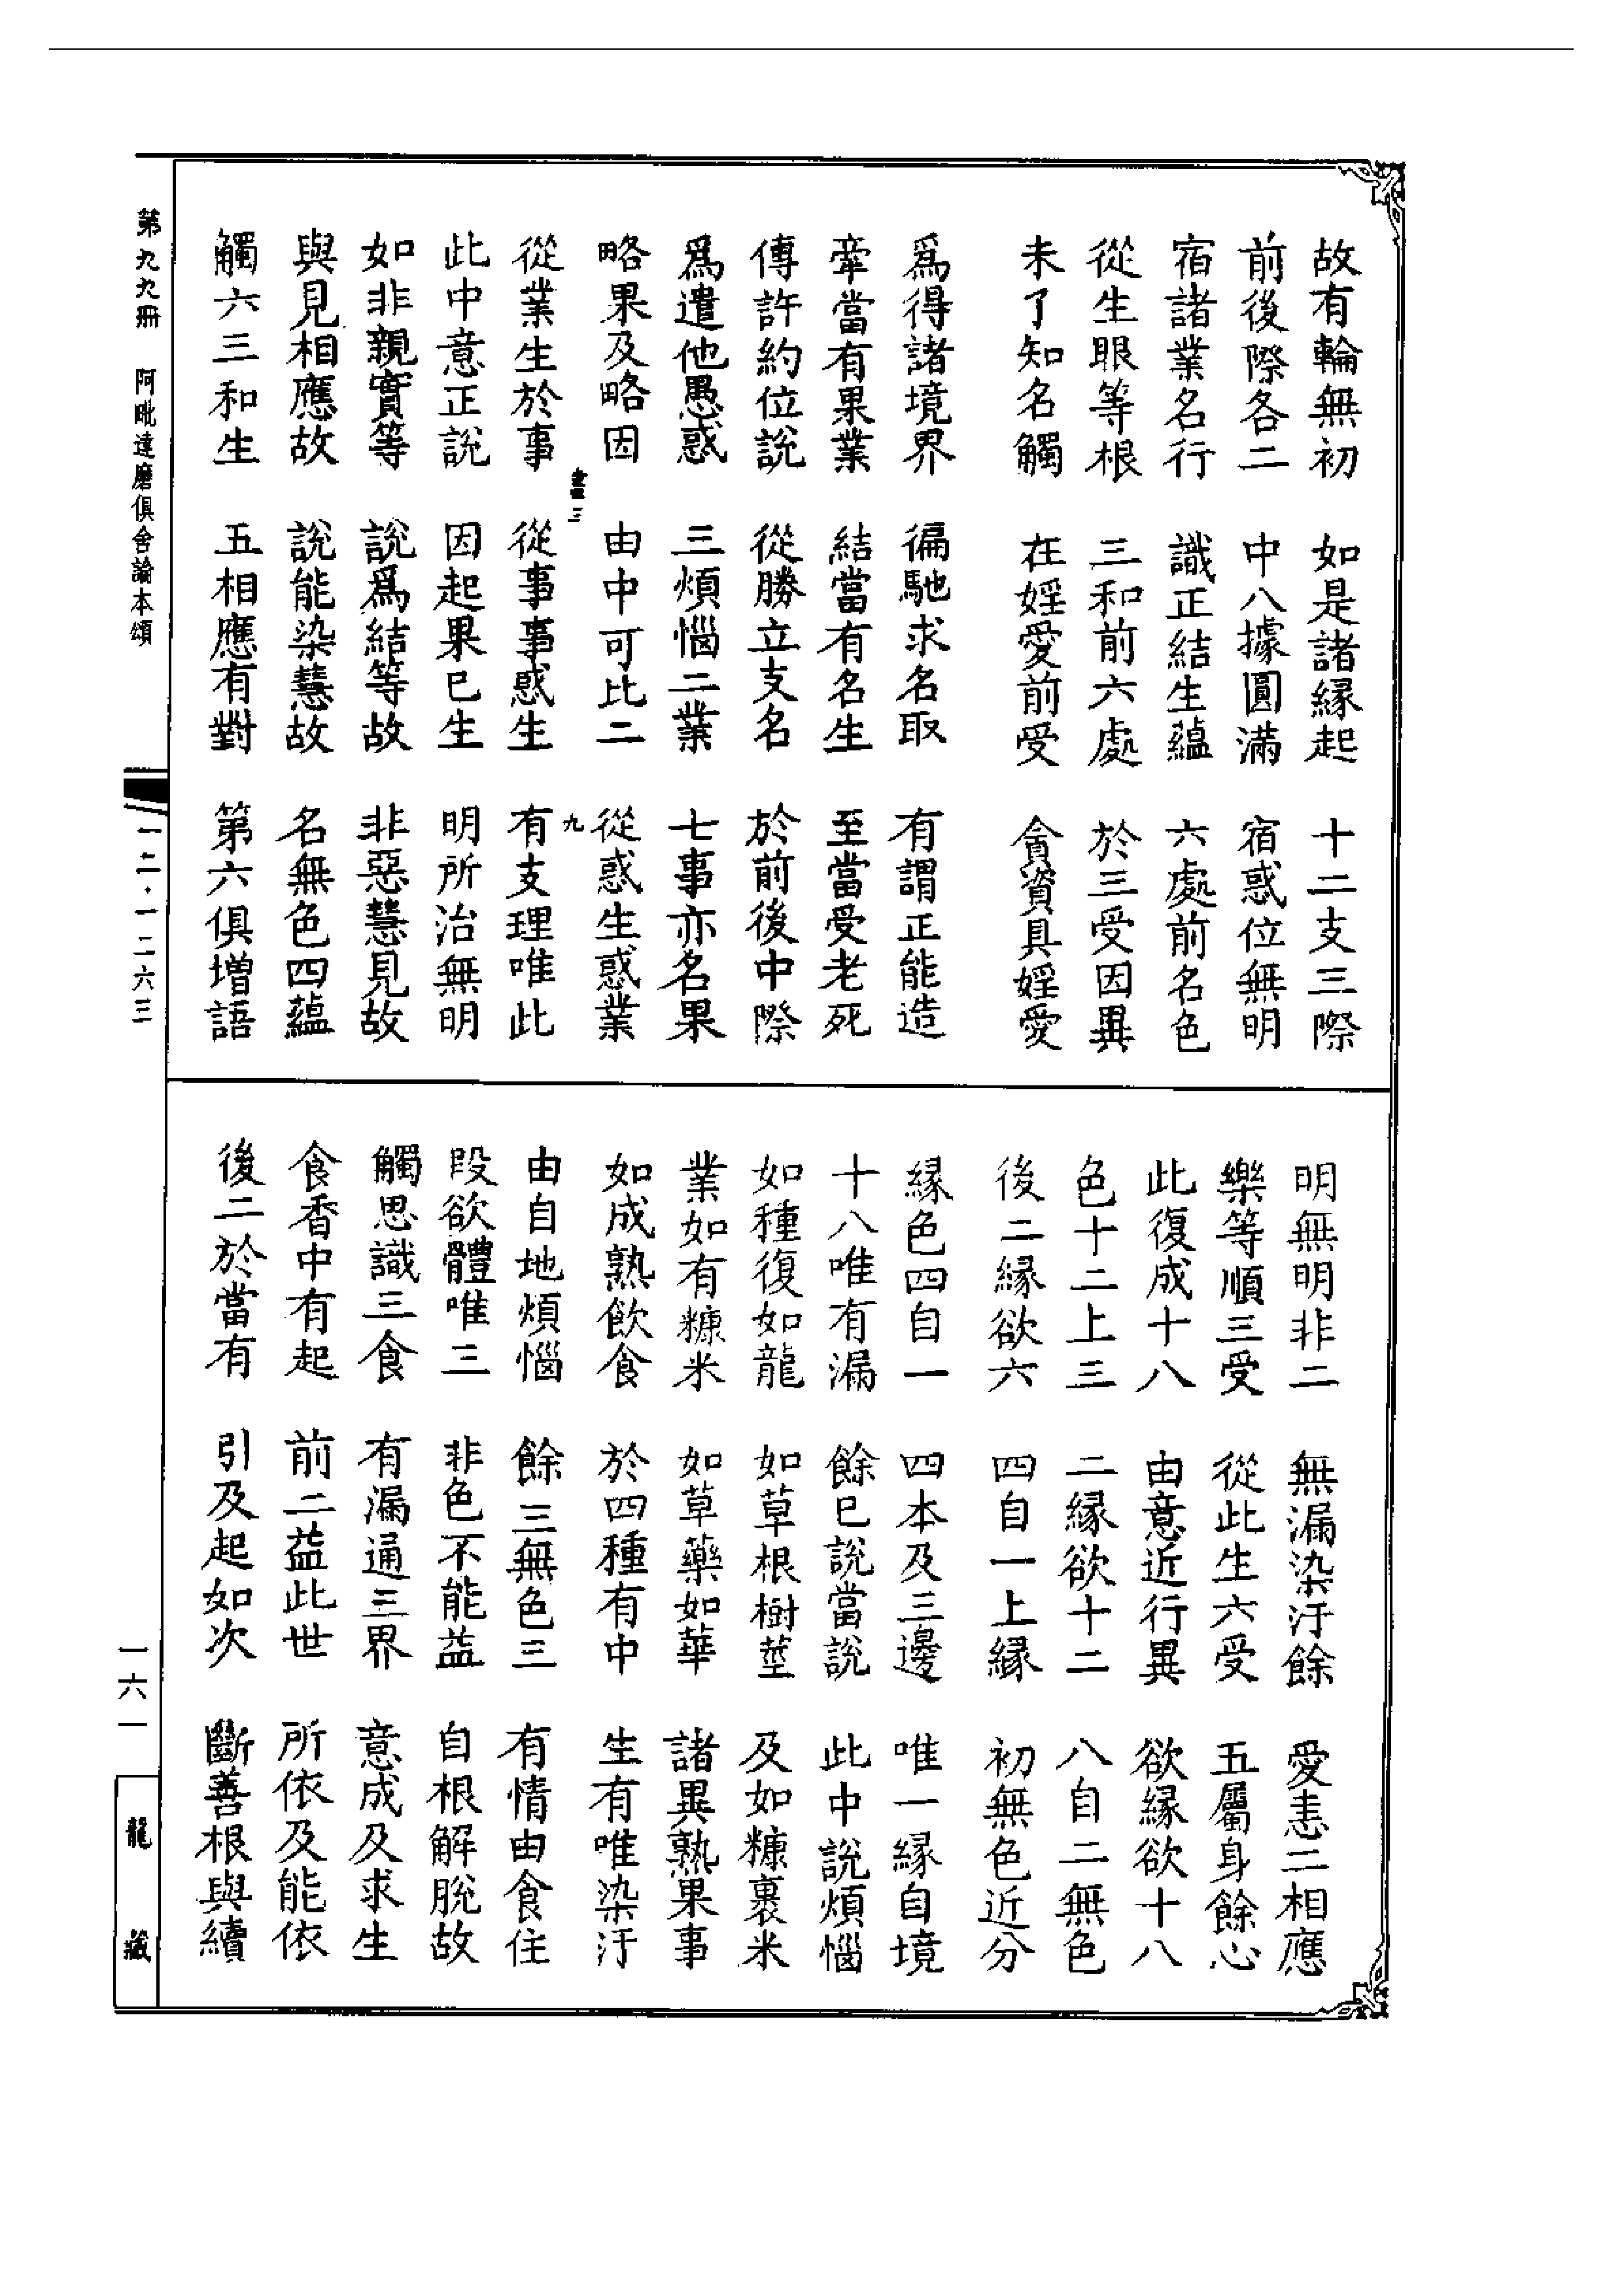 故有輪無初 如是諸緣起 十二支三際
前後際各二 中八據圓滿 宿惑位無明
宿諸業名行 識正結生蘊 六處前名色
從生眼等根 三和前六處 於三受因異
未了知名觸 在婬愛前受 貪資具婬愛
爲得諸境界 徧馳求名取 有謂正能造
牽當有果業 結當有名生 至當受老死
傳許約位說 從勝立支名 於前後中際
爲遣他愚惑 三煩惱二業 七事亦名果
略果及略因 由中可比二 從惑生惑業
三 九
從業生於事 從事事惑生 有支理唯此
此中意正說 因起果已生 明所治無明
如非親實等 說爲結等故 非惡慧見故
與見相應故 說能染慧故 名無色四蘊
觸六三和生 五相應有對 第六俱增語
明無明非二 無漏染汙餘 愛恚二相應
樂等順三受 從此生六受 五屬身餘心
此復成十八 由意近行異 欲緣欲十八
色十二上三 二緣欲十二 八自二無色
後二緣欲六 四自一上緣 初無色近分
緣色四自一 四本及三邊 唯一緣自境
十八唯有漏 餘已說當說 此中說煩惱
如種復如龍 如草根樹莖 及如糠裹米
業如有糠米 如草藥如華 諸異熟果事
如成熟飲食 於四種有中 生有唯染汙
由自地煩惱 餘三無色三 有情由食住
段欲體唯三 非色不能益 自根解脫故
觸思識三食 有漏通三界 意成及求生
食香中有起 前二益此世 所依及能依
後二於當有 引及起如次 斷善根與續
第九九冊 阿毗達磨俱舍論本頌
一二·一二六三
一六一
龍藏